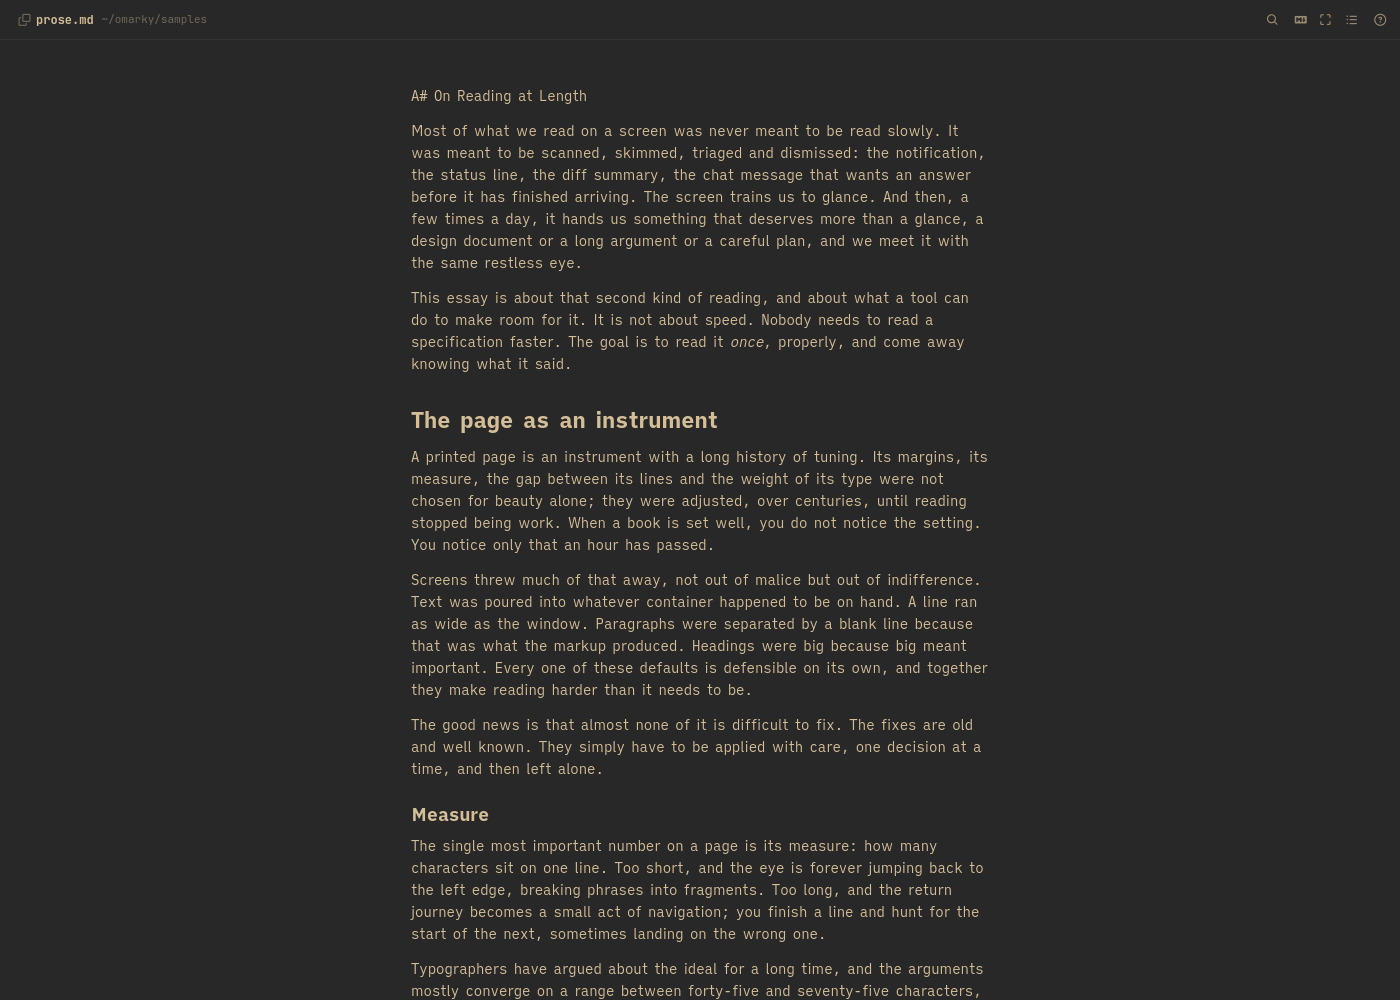 prose.md ~/omarky/samples
A# On Reading at Length
Most of what we read on a screen was never meant to be read slowly. It
was meant to be scanned, skimmed, triaged and dismissed: the notification,
the status line, the diff summary, the chat message that wants an answer
before it has finished arriving. The screen trains us to glance. And then, a
few times a day, it hands us something that deserves more than a glance, a
design document or a long argument or a careful plan, and we meet it with
the same restless eye.
This essay is about that second kind of reading, and about what a tool can
do to make room for it. It is not about speed. Nobody needs to read a
specification faster. The goal is to read it once, properly, and come away
knowing what it said.
The page as an instrument
A printed page is an instrument with a long history of tuning. Its margins, its
measure, the gap between its lines and the weight of its type were not
chosen for beauty alone; they were adjusted, over centuries, until reading
stopped being work. When a book is set well, you do not notice the setting.
You notice only that an hour has passed.
Screens threw much of that away, not out of malice but out of indifference.
Text was poured into whatever container happened to be on hand. A line ran
as wide as the window. Paragraphs were separated by a blank line because
that was what the markup produced. Headings were big because big meant
important. Every one of these defaults is defensible on its own, and together
they make reading harder than it needs to be.
The good news is that almost none of it is difficult to fix. The fixes are old
and well known. They simply have to be applied with care, one decision at a
time, and then left alone.
Measure
The single most important number on a page is its measure: how many
characters sit on one line. Too short, and the eye is forever jumping back to
the left edge, breaking phrases into fragments. Too long, and the return
journey becomes a small act of navigation; you finish a line and hunt for the
start of the next, sometimes landing on the wrong one.
Typographers have argued about the ideal for a long time, and the arguments
mostly converge on a range between forty-five and seventy-five characters,